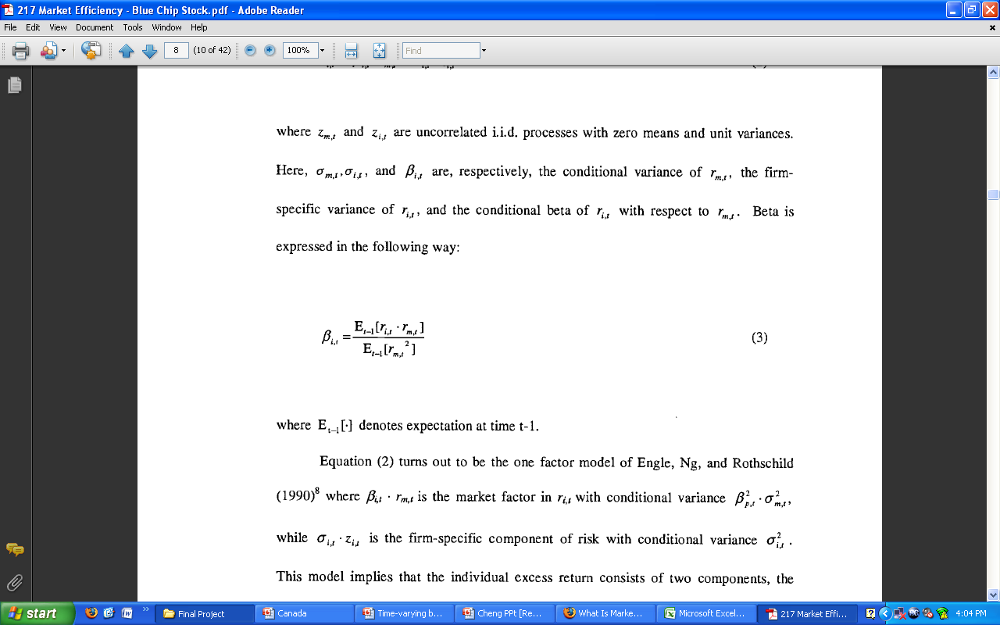 217 Market Efficiency - Blue Chip Stock.pdf - Adobe Reader
File Edit View Document Tools Window Help
8 (10 of 42) 100% Find
where z_{m,t} and z_{i,t} are uncorrelated i.i.d. processes with zero means and unit variances.
Here, σ_{m,t}, σ_{i,t}, and β_{i,t} are, respectively, the conditional variance of r_{m,t}, the firm-
specific variance of r_{i,t}, and the conditional beta of r_{i,t} with respect to r_{m,t}. Beta is
expressed in the following way:
β_{i,t} = E_{t-1}[r_{i,t} · r_{m,t}] / E_{t-1}[r_{m,t}^2] (3)
where E_{t-1}[·] denotes expectation at time t-1.
Equation (2) turns out to be the one factor model of Engle, Ng, and Rothschild
(1990)^8 where β_{i,t} · r_{m,t} is the market factor in r_{i,t} with conditional variance β_{p,t}^2 · σ_{m,t}^2,
while σ_{i,t} · z_{i,t} is the firm-specific component of risk with conditional variance σ_{i,t}^2.
This model implies that the individual excess return consists of two components, the
start Final Project Canada Time-varying b... Cheng PPt [Re... What Is Marke... Microsoft Excel... 217 Market Effi... 4:04 PM